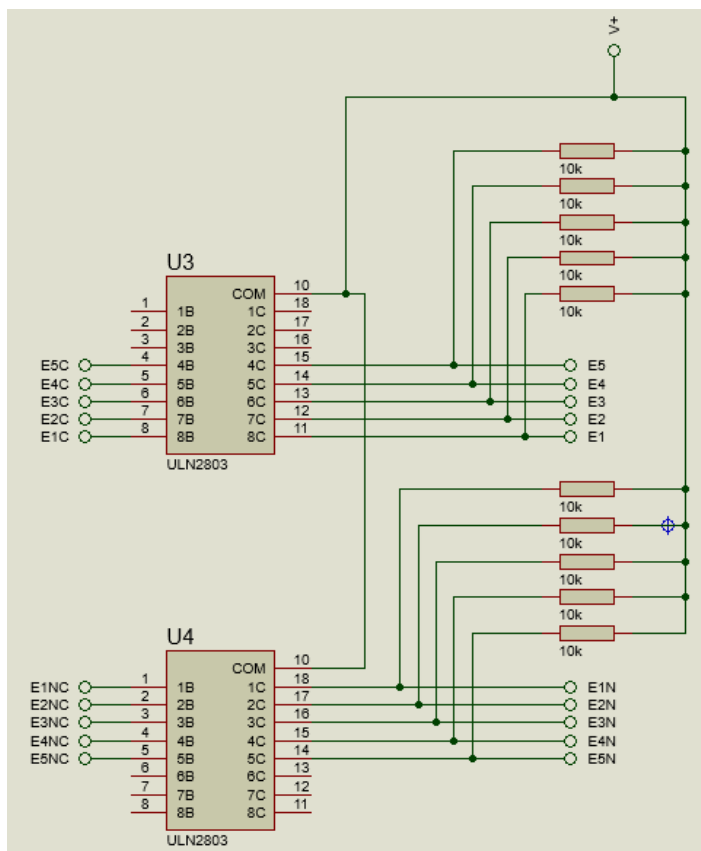 V+
10k
10k
10k
10k
10k
U3
COM 10
1 1B 1C 18
2 2B 2C 17
3 3B 3C 16
E5C 4 4B 4C 15 E5
E4C 5 5B 5C 14 E4
E3C 6 6B 6C 13 E3
E2C 7 7B 7C 12 E2
E1C 8 8B 8C 11 E1
ULN2803
10k
10k
10k
10k
10k
U4
COM 10
E1NC 1 1B 1C 18 E1N
E2NC 2 2B 2C 17 E2N
E3NC 3 3B 3C 16 E3N
E4NC 4 4B 4C 15 E4N
E5NC 5 5B 5C 14 E5N
6 6B 6C 13
7 7B 7C 12
8 8B 8C 11
ULN2803